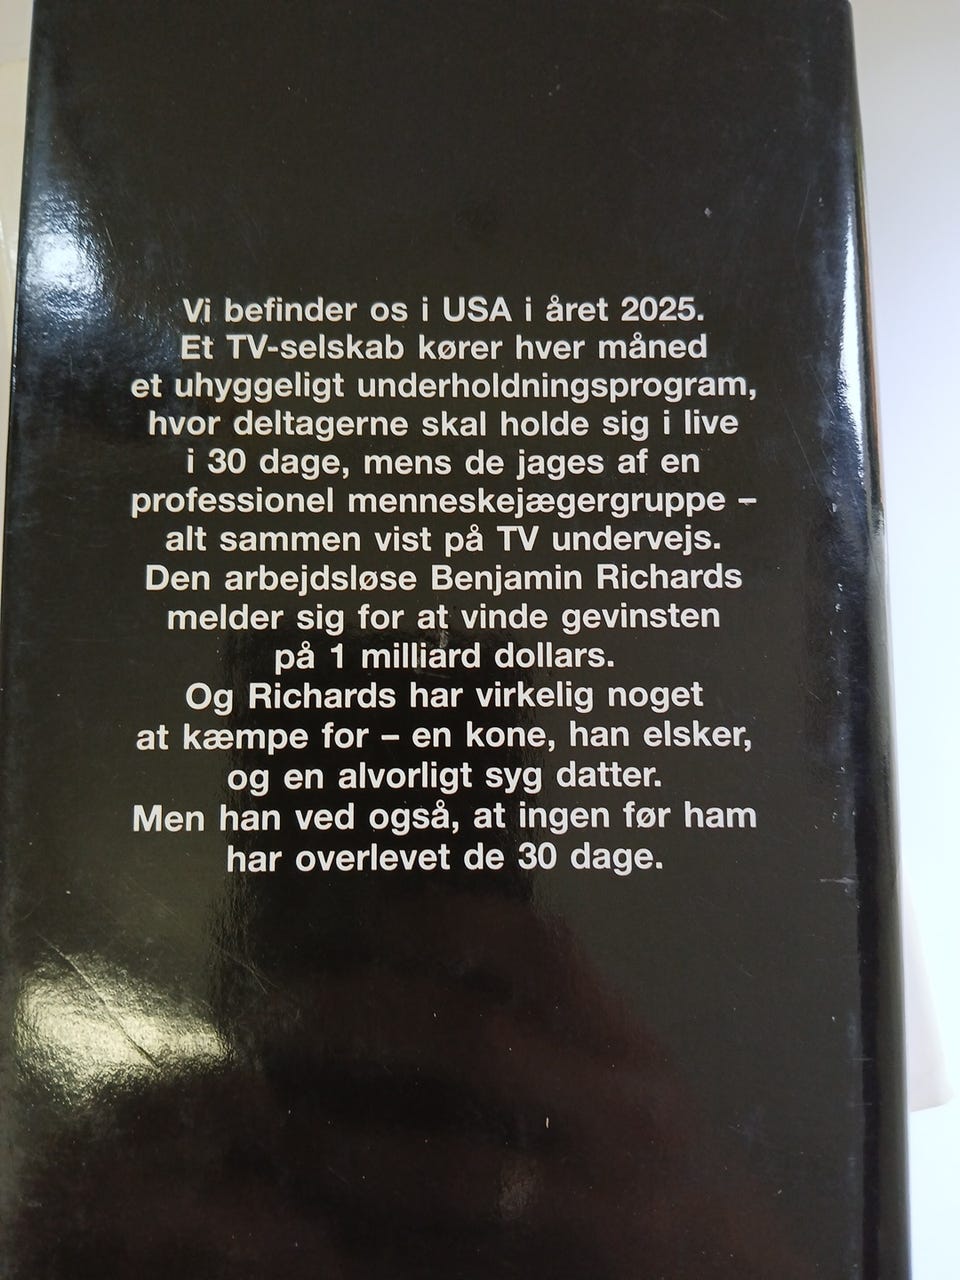 Vi befinder os i USA i året 2025.
Et TV-selskab kører hver måned
et uhyggeligt underholdningsprogram,
hvor deltagerne skal holde sig i live
i 30 dage, mens de jages af en
professionel menneskejægergruppe –
alt sammen vist på TV undervejs.
Den arbejdsløse Benjamin Richards
melder sig for at vinde gevinsten
på 1 milliard dollars.
Og Richards har virkelig noget
at kæmpe for – en kone, han elsker,
og en alvorligt syg datter.
Men han ved også, at ingen før ham
har overlevet de 30 dage.